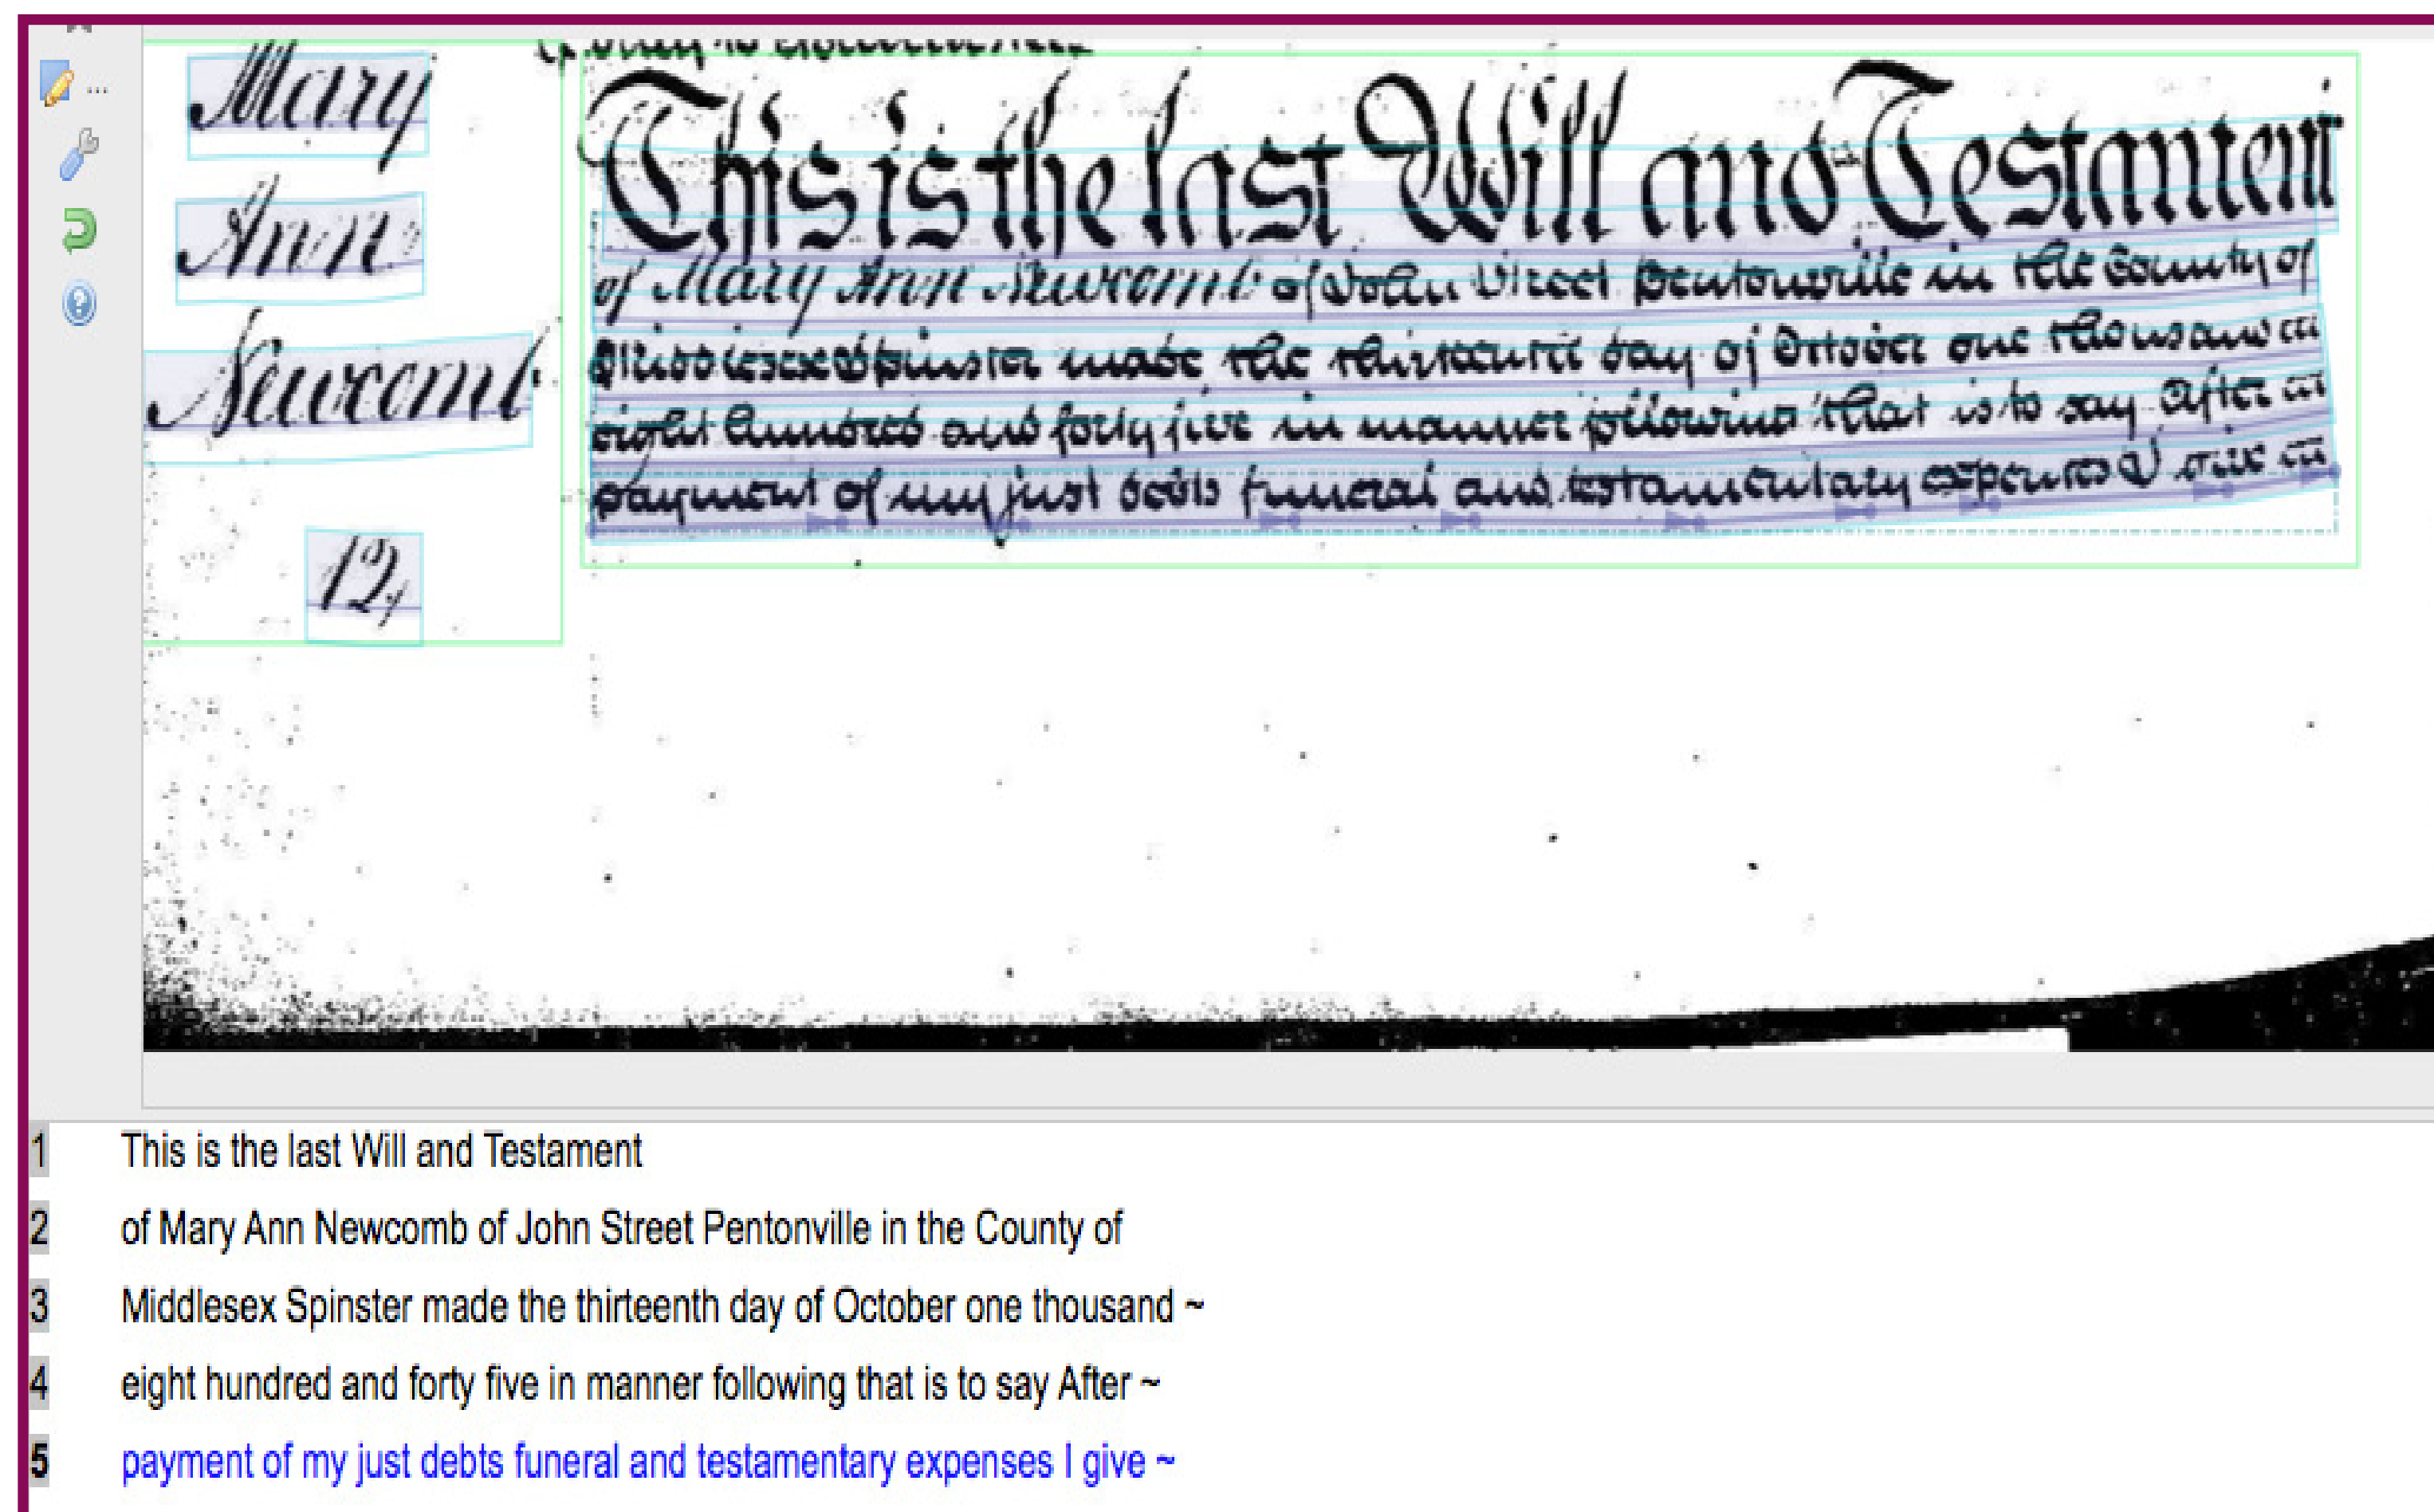 Mary
Ann
Newcomb
12
This is the last Will and Testament
of Mary Ann Newcomb of John Street Pentonville in the County of
Middlesex Spinster made the thirteenth day of October one thousand ~
eight hundred and forty five in manner following that is to say After ~
payment of my just debts funeral and testamentary expenses I give ~
...
1 This is the last Will and Testament
2 of Mary Ann Newcomb of John Street Pentonville in the County of
3 Middlesex Spinster made the thirteenth day of October one thousand ~
4 eight hundred and forty five in manner following that is to say After ~
5 payment of my just debts funeral and testamentary expenses I give ~